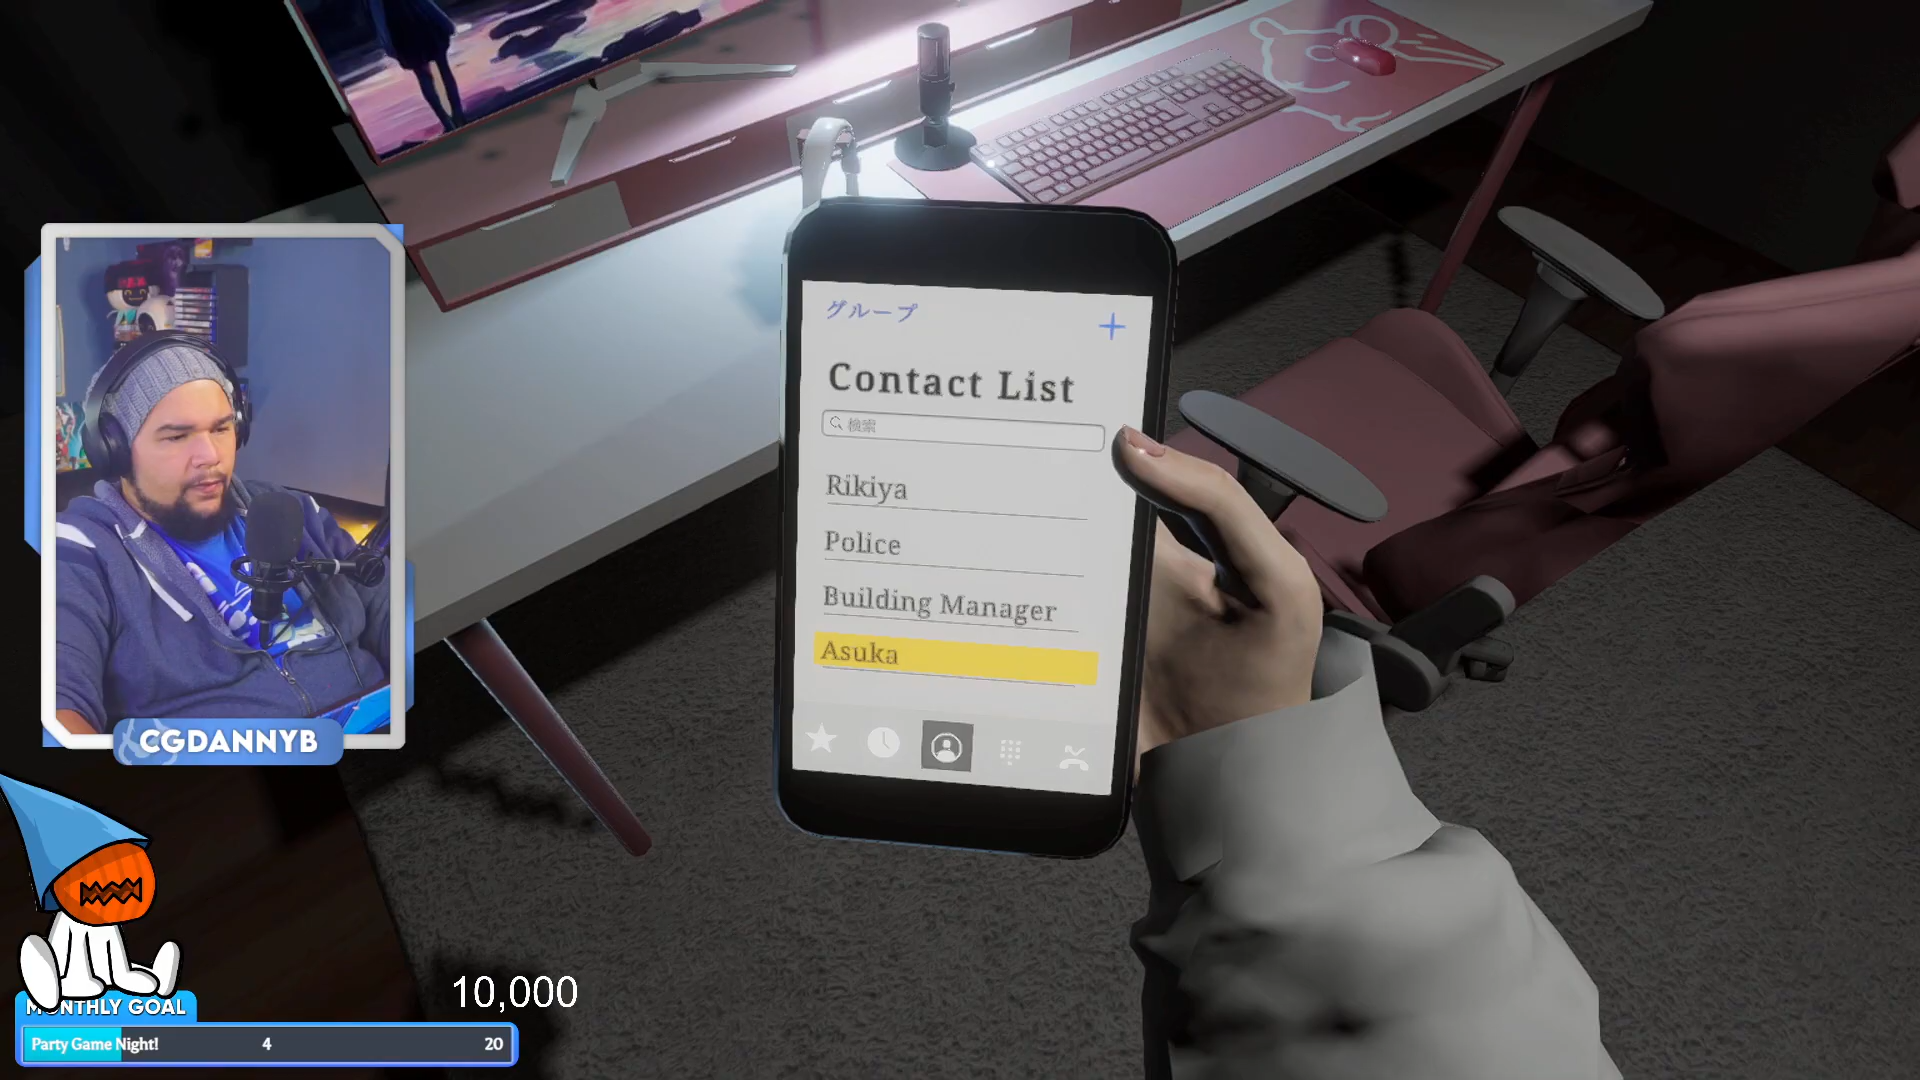 グループ
Contact List
検索
Rikiya
Police
Building Manager
Asuka
CGDANNYB
10,000
MONTHLY GOAL
Party Game Night! 4 20